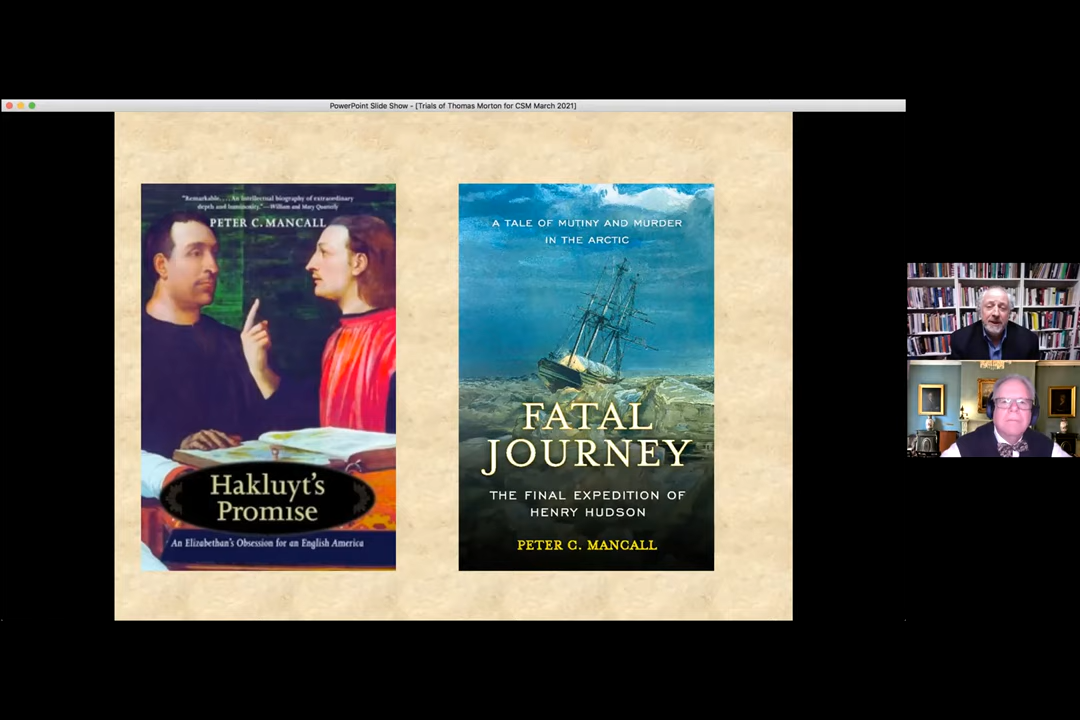 PowerPoint Slide Show - [Trials of Thomas Morton for CSM March 2021]
"Remarkable. . . . An intellectual biography of extraordinary
depth and luminosity."—William and Mary Quarterly
PETER C. MANCALL
Hakluyt's
Promise
An Elizabethan's Obsession for an English America
A TALE OF MUTINY AND MURDER
IN THE ARCTIC
FATAL
JOURNEY
THE FINAL EXPEDITION OF
HENRY HUDSON
PETER C. MANCALL